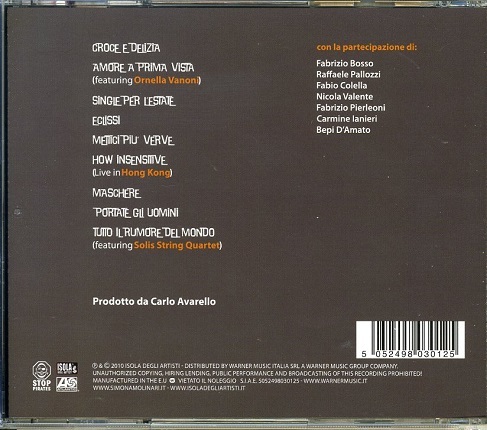 CROCE E DELIZIA
AMORE A PRIMA VISTA
(featuring Ornella Vanoni)
SINGLE PER L'ESTATE
ECLISSI
METTICI PIU' VERVE
HOW INSENSITIVE
(Live in Hong Kong)
MASCHERE
PORTATE GLI UOMINI
TUTTO IL RUMORE DEL MONDO
(featuring Solis String Quartet)
con la partecipazione di:
Fabrizio Bosso
Raffaele Pallozzi
Fabio Colella
Nicola Valente
Fabrizio Pierleoni
Carmine Ianieri
Bepi D'Amato
Prodotto da Carlo Avarello
5 052498 030125
STOP
PIRATES
ISOLA
℗ & © 2010 ISOLA DEGLI ARTISTI - DISTRIBUTED BY WARNER MUSIC ITALIA SRL A WARNER MUSIC GROUP COMPANY.
UNAUTHORIZED COPYING, HIRING LENDING, PUBLIC PERFORMANCE AND BROADCASTING OF THIS RECORDING PROHIBITED!
MANUFACTURED IN THE E.U VIETATO IL NOLEGGIO S.I.A.E. 5052498030125 - WWW.WARNERMUSIC.IT
WWW.SIMONAMOLINARI.IT - WWW.ISOLADEGLIARTISTI.IT